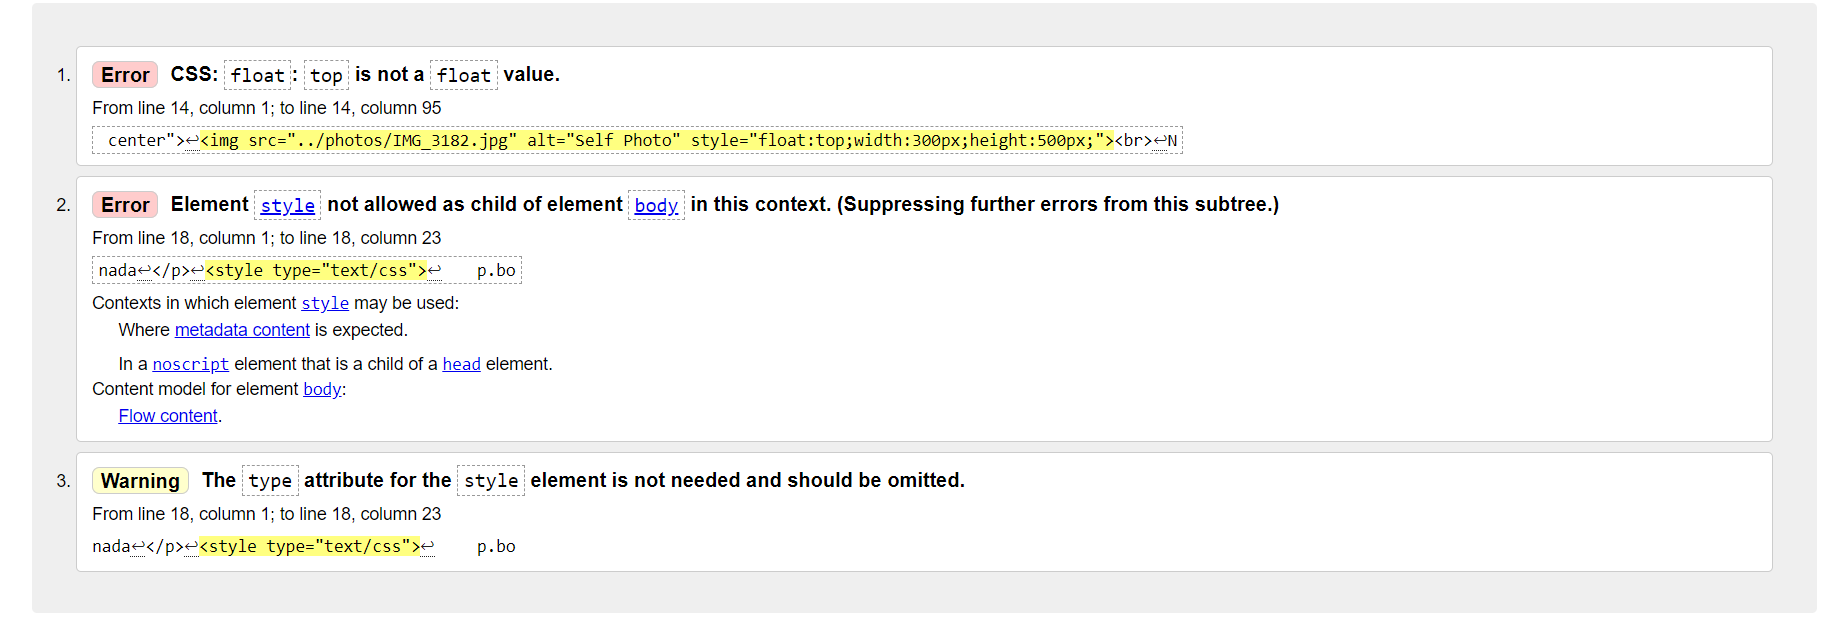 1. Error CSS: float: top is not a float value.
From line 14, column 1; to line 14, column 95
center">↩<img src="../photos/IMG_3182.jpg" alt="Self Photo" style="float:top;width:300px;height:500px;"><br>↩N
2. Error Element style not allowed as child of element body in this context. (Suppressing further errors from this subtree.)
From line 18, column 1; to line 18, column 23
nada↩</p>↩<style type="text/css">↩    p.bo
Contexts in which element style may be used:
Where metadata content is expected.
In a noscript element that is a child of a head element.
Content model for element body:
Flow content.
3. Warning The type attribute for the style element is not needed and should be omitted.
From line 18, column 1; to line 18, column 23
nada↩</p>↩<style type="text/css">↩    p.bo